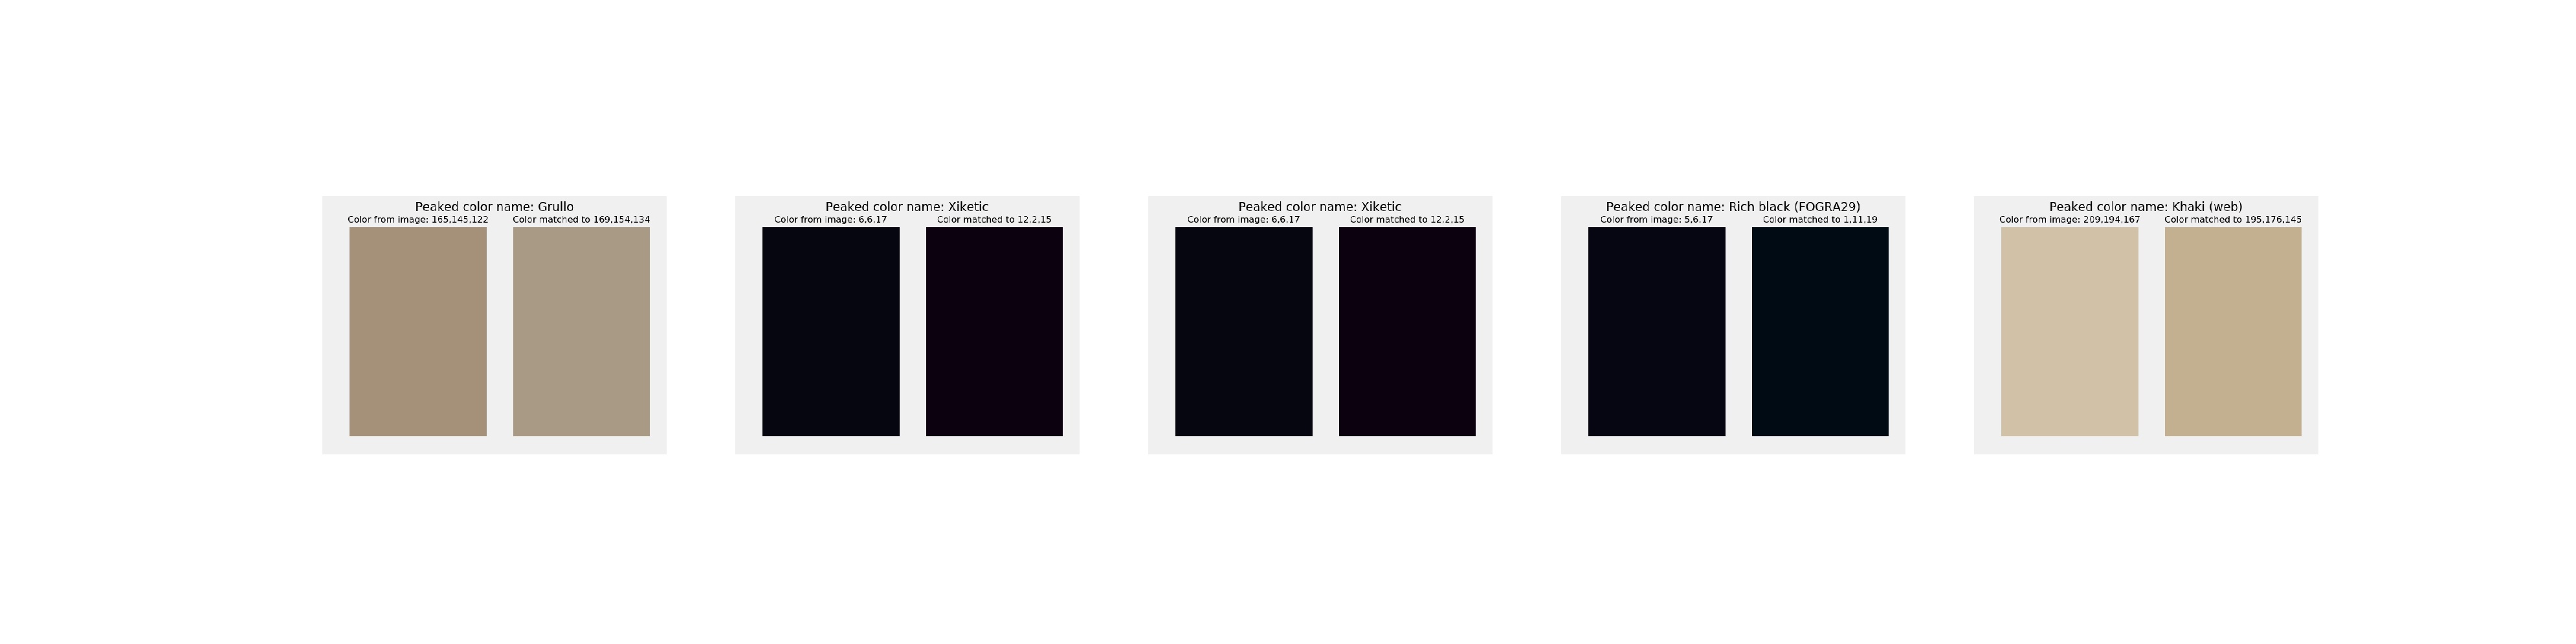 Peaked color name: Grullo
Color from image: 165,145,122
Color matched to 169,154,134
Peaked color name: Xiketic
Color from image: 6,6,17
Color matched to 12,2,15
Peaked color name: Xiketic
Color from image: 6,6,17
Color matched to 12,2,15
Peaked color name: Rich black (FOGRA29)
Color from image: 5,6,17
Color matched to 1,11,19
Peaked color name: Khaki (web)
Color from image: 209,194,167
Color matched to 195,176,145